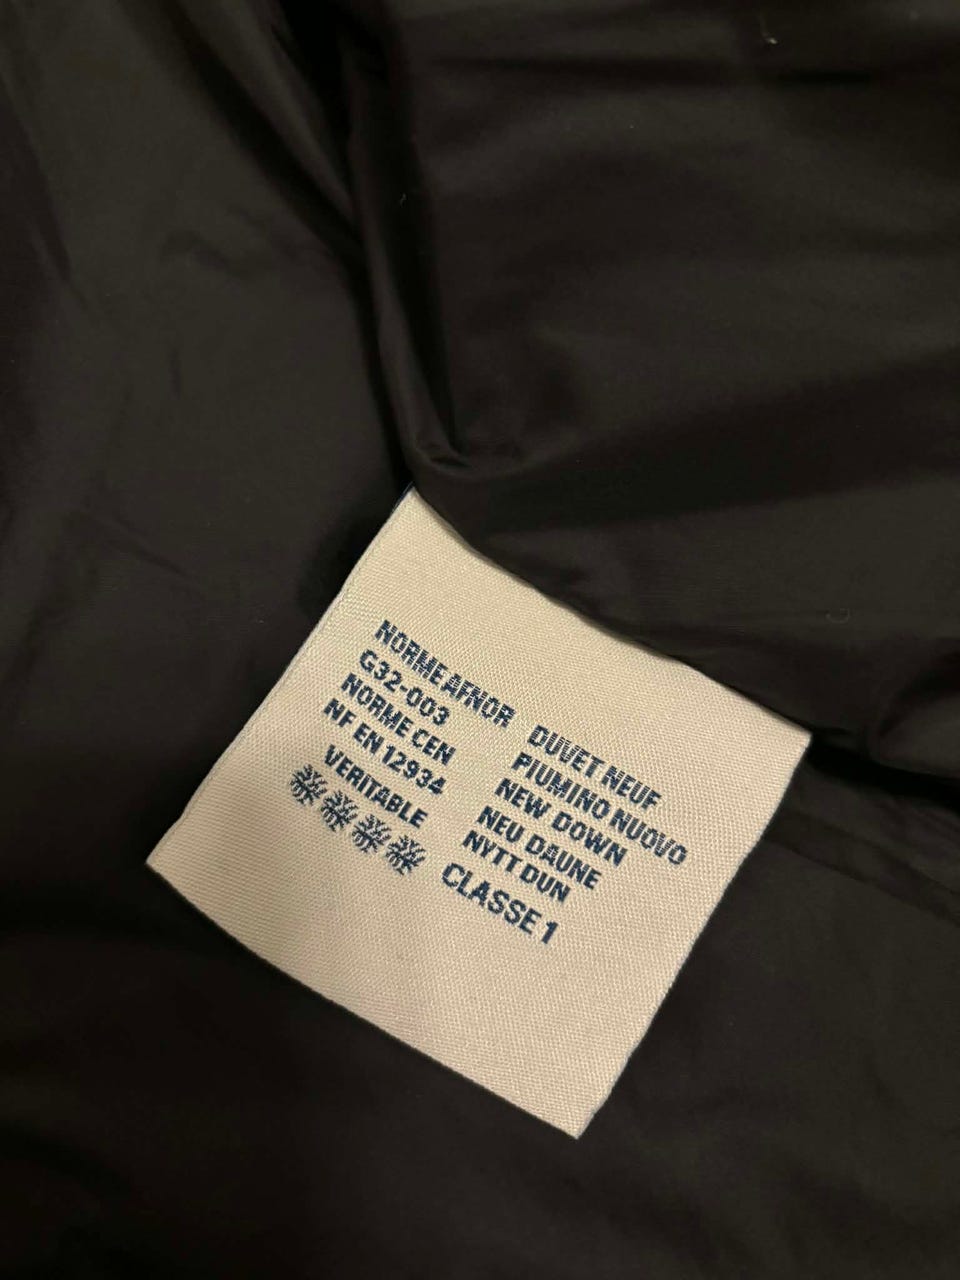 NORME AFNOR
G32-003
NORME CEN
NF EN 12934
VERITABLE
DUVET NEUF
PIUMINO NUOVO
NEW DOWN
NEU DAUNE
NYTT DUN
CLASSE 1